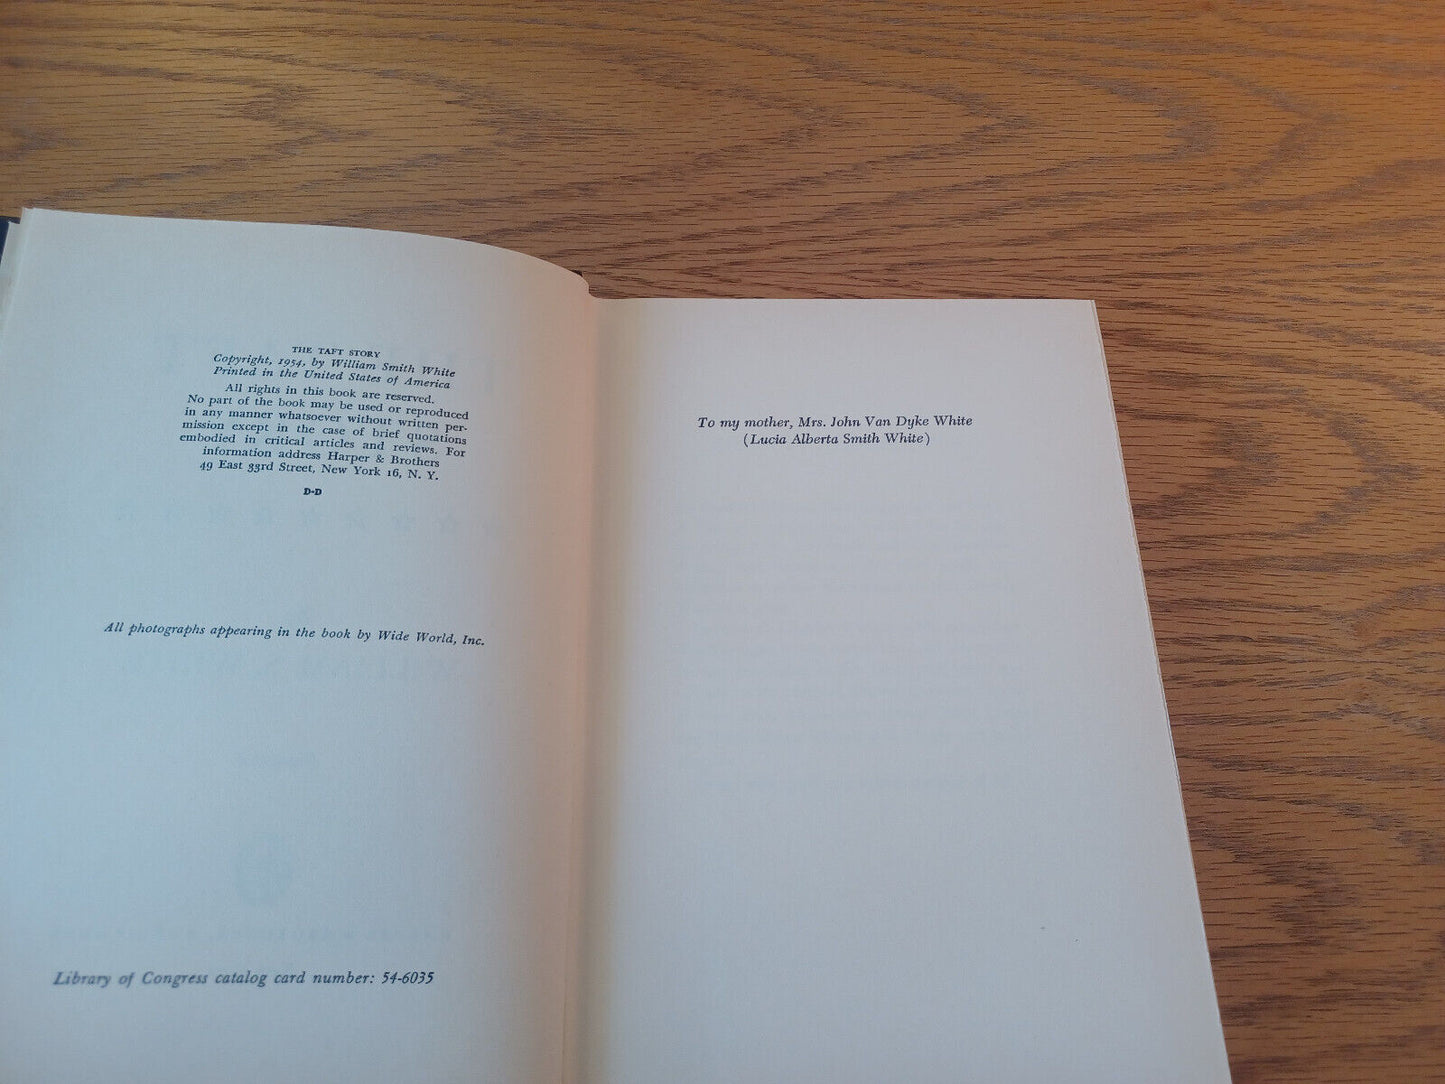 THE TAFT STORY
Copyright, 1954, by William Smith White
Printed in the United States of America
All rights in this book are reserved.
No part of the book may be used or reproduced
in any manner whatsoever without written per-
mission except in the case of brief quotations
embodied in critical articles and reviews. For
information address Harper & Brothers
49 East 33rd Street, New York 16, N. Y.
D-D
All photographs appearing in the book by Wide World, Inc.
Library of Congress catalog card number: 54-6035
To my mother, Mrs. John Van Dyke White
(Lucia Alberta Smith White)